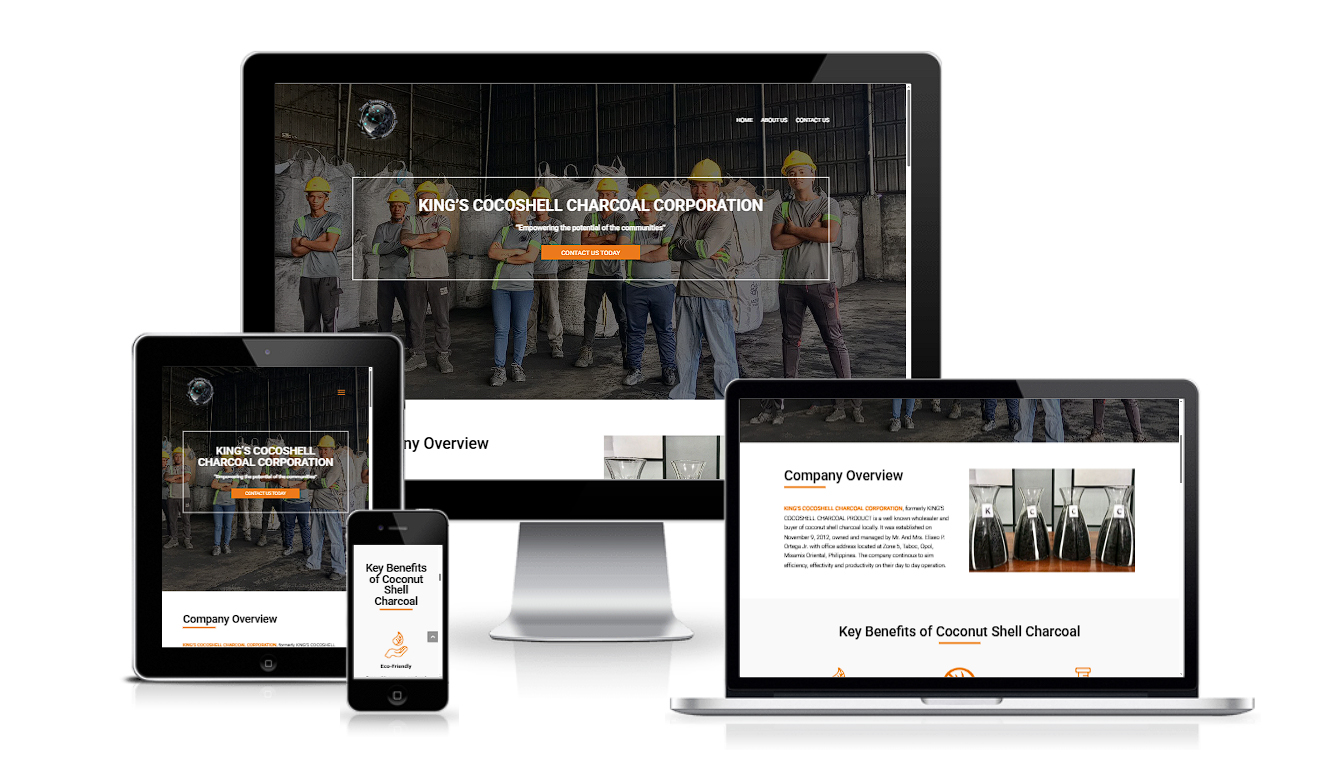 HOME ABOUT US CONTACT US
KING'S COCOSHELL CHARCOAL CORPORATION
"Empowering the potential of the communities"
CONTACT US TODAY
ny Overview
KING'S COCOSHELL
CHARCOAL CORPORATION
"Empowering the potential of the communities"
CONTACT US TODAY
Company Overview
KING'S COCOSHELL CHARCOAL CORPORATION, formerly KING'S COCOSHELL
Key Benefits
of Coconut
Shell
Charcoal
Eco-Friendly
Company Overview
KING'S COCOSHELL CHARCOAL CORPORATION, formerly KING'S
COCOSHELL CHARCOAL PRODUCT is a well known wholesaler and
buyer of coconut shell charcoal locally. It was established on
November 9, 2012, owned and managed by Mr. And Mrs. Eliseo P.
Ortega Jr. with office address located at Zone 5, Taboc, Opol,
Misamis Oriental, Philippines. The company continous to aim
efficiency, effectivity and productivity on their day to day operation.
K C C C
Key Benefits of Coconut Shell Charcoal